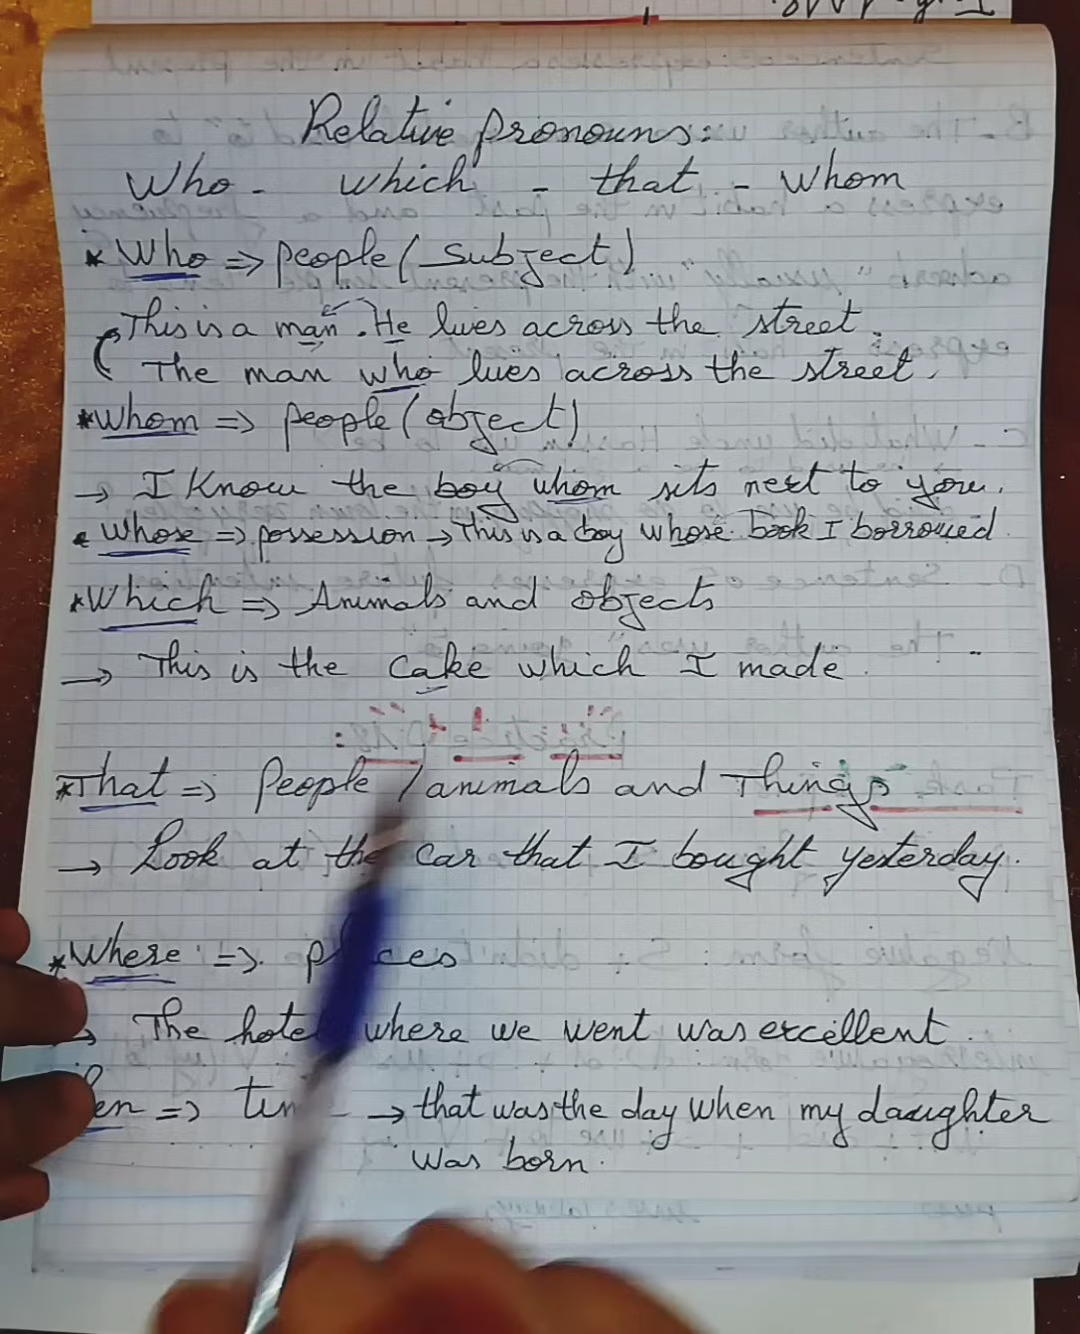 Relative pronouns:
Who - which - that - whom
* Who => people (subject)
This is a man. He lives across the street.
The man who lives across the street.
* whom => people (object)
→ I know the boy whom sits next to you.
* Whose => possession → This is a boy whose book I borrowed.
* Which => Animals and objects
→ This is the cake which I made.
* That => People / animals and things
→ Look at the car that I bought yesterday.
* Where => places
→ The hotel where we went was excellent.
=> → that was the day when my daughter
was born.